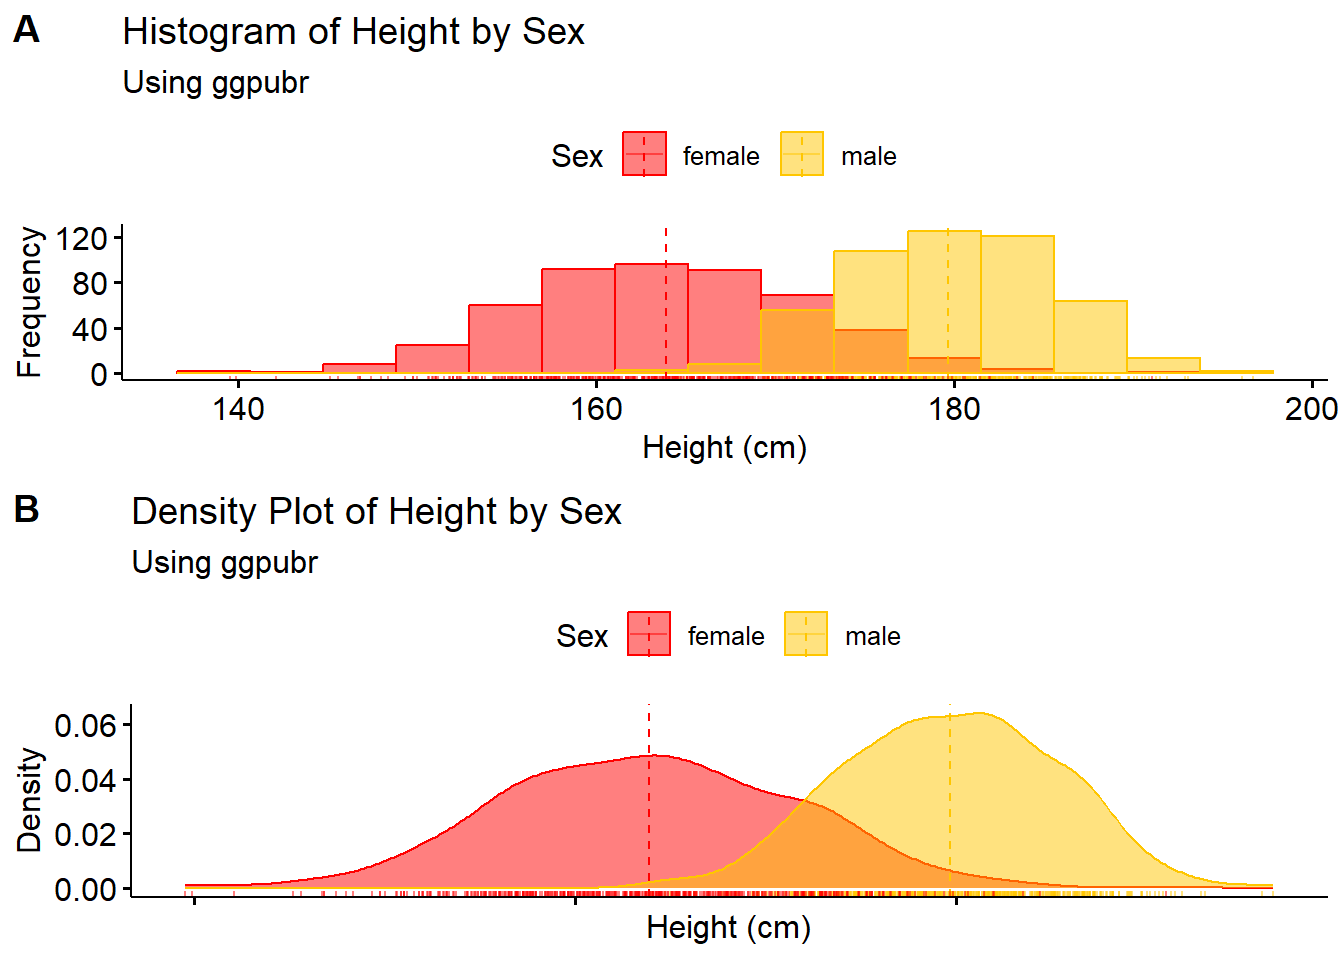 A
Histogram of Height by Sex
Using ggpubr
Sex female male
Frequency
120
80
40
0
140 160 180 200
Height (cm)
B
Density Plot of Height by Sex
Using ggpubr
Sex female male
Density
0.06
0.04
0.02
0.00
Height (cm)